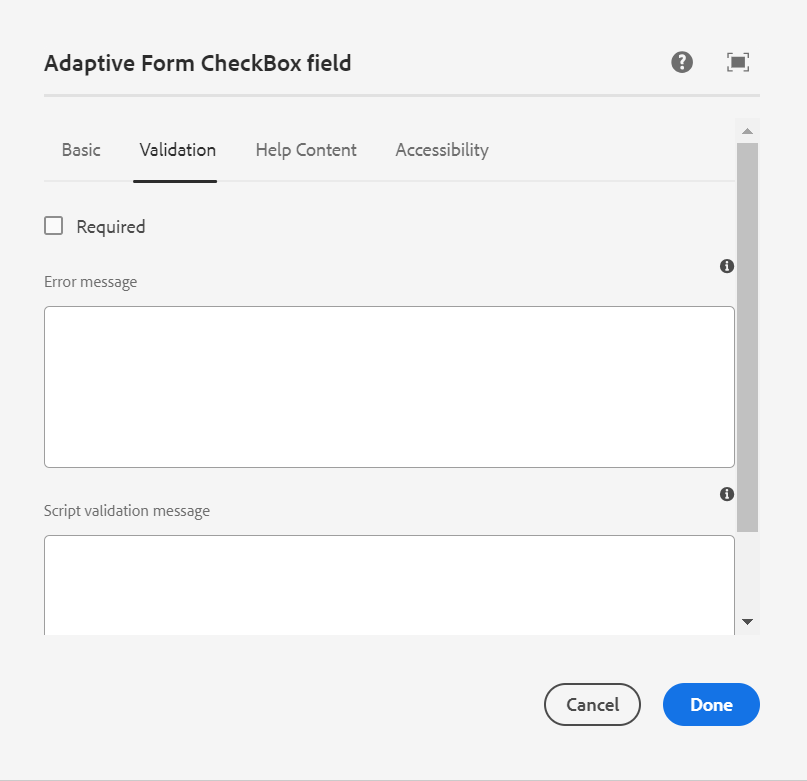 Adaptive Form CheckBox field
Basic Validation Help Content Accessibility
Required
Error message
Script validation message
Cancel Done